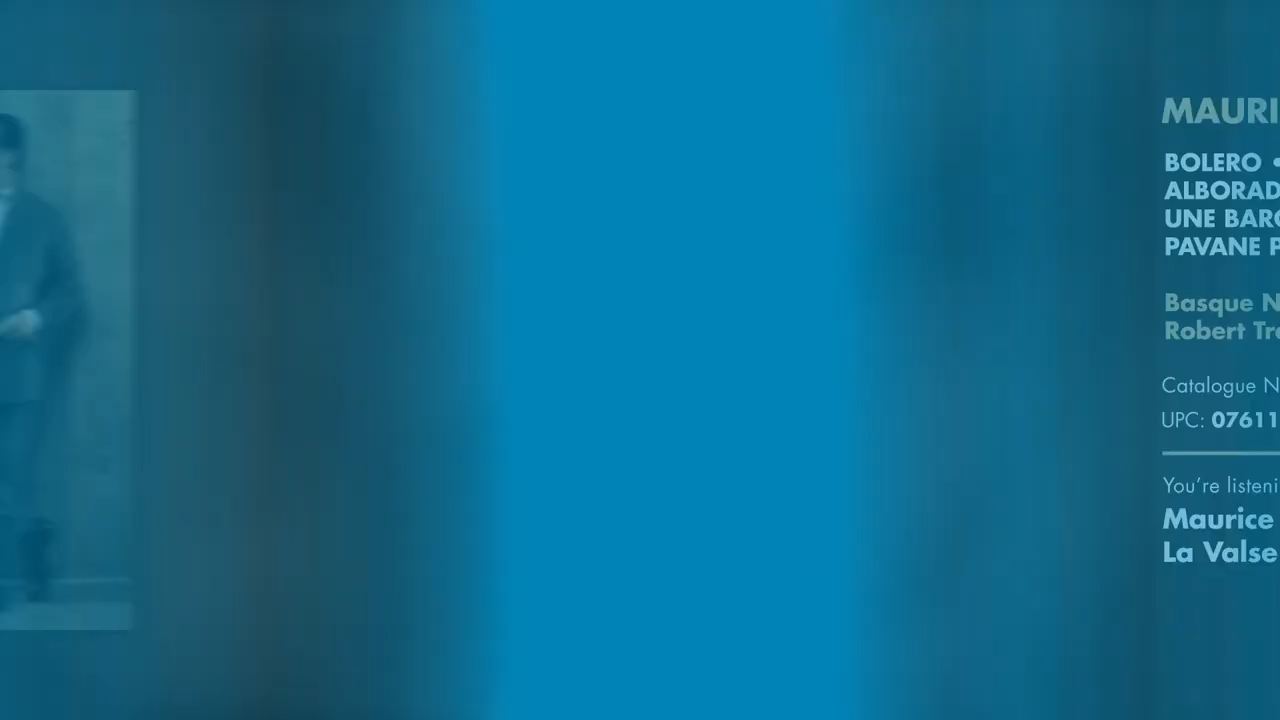 MAURI
BOLERO •
ALBORAD
UNE BARC
PAVANE P
Basque N
Robert Tr
Catalogue N
UPC: 07611
You’re listeni
Maurice
La Valse